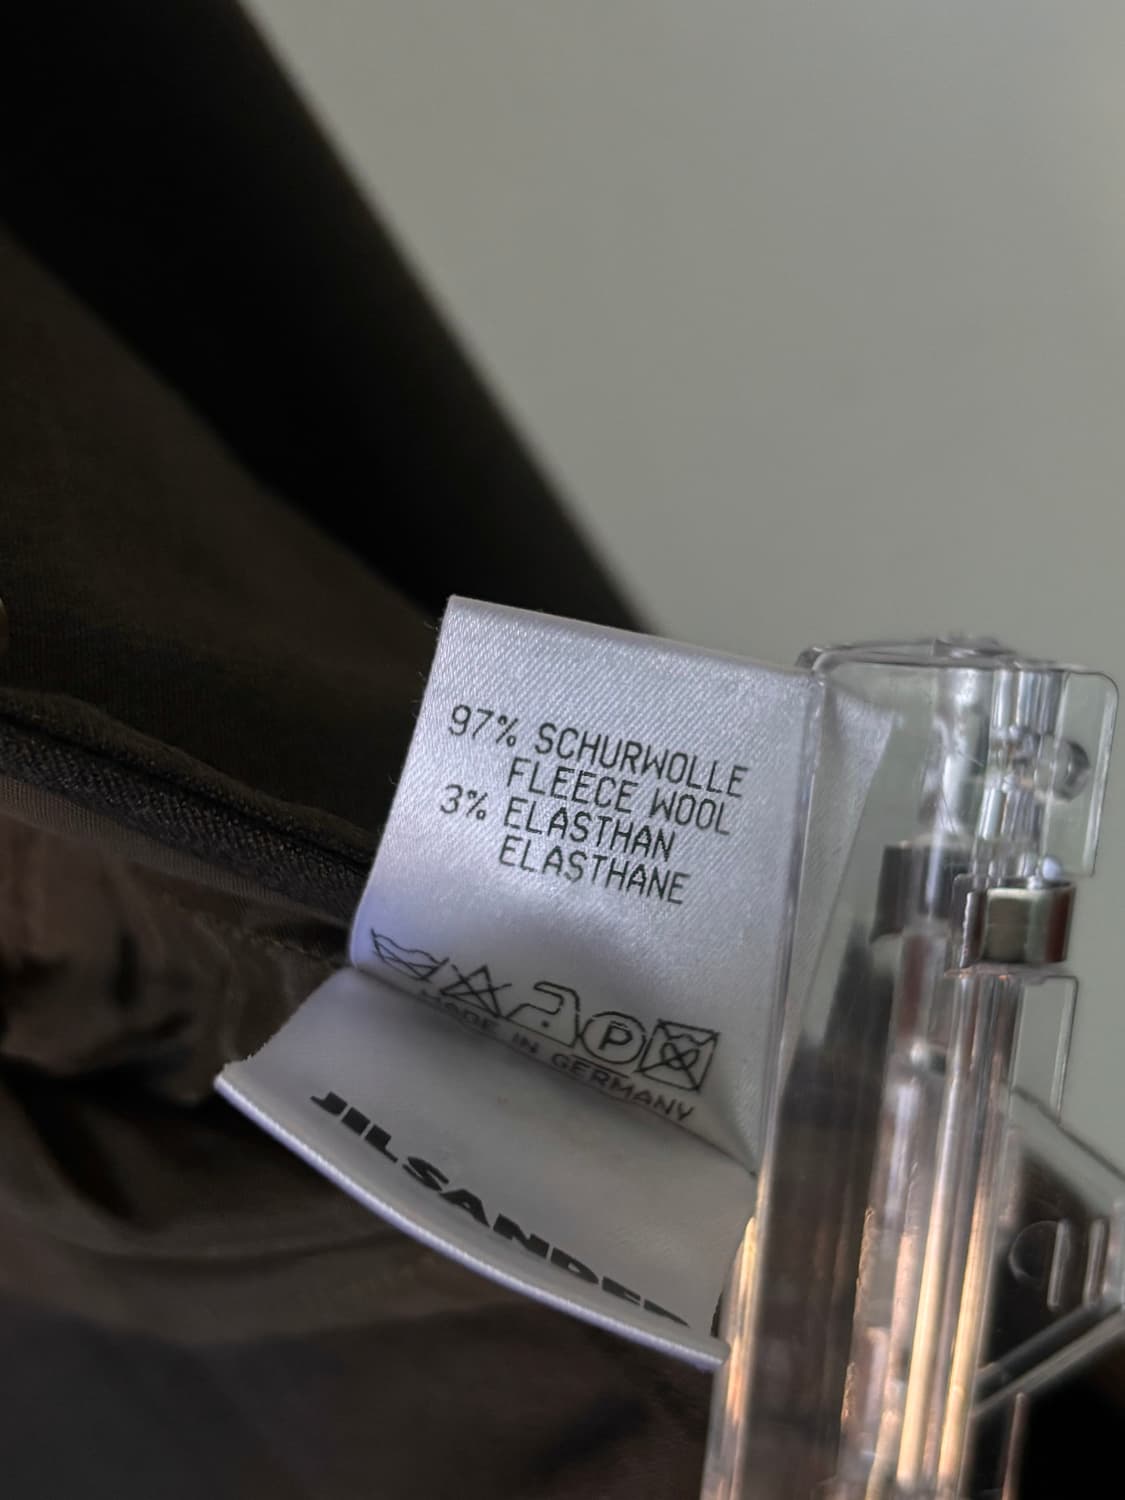 97% SCHURWOLLE
FLEECE WOOL
3% ELASTHAN
ELASTHANE
P
MADE IN GERMANY
JIL SANDER